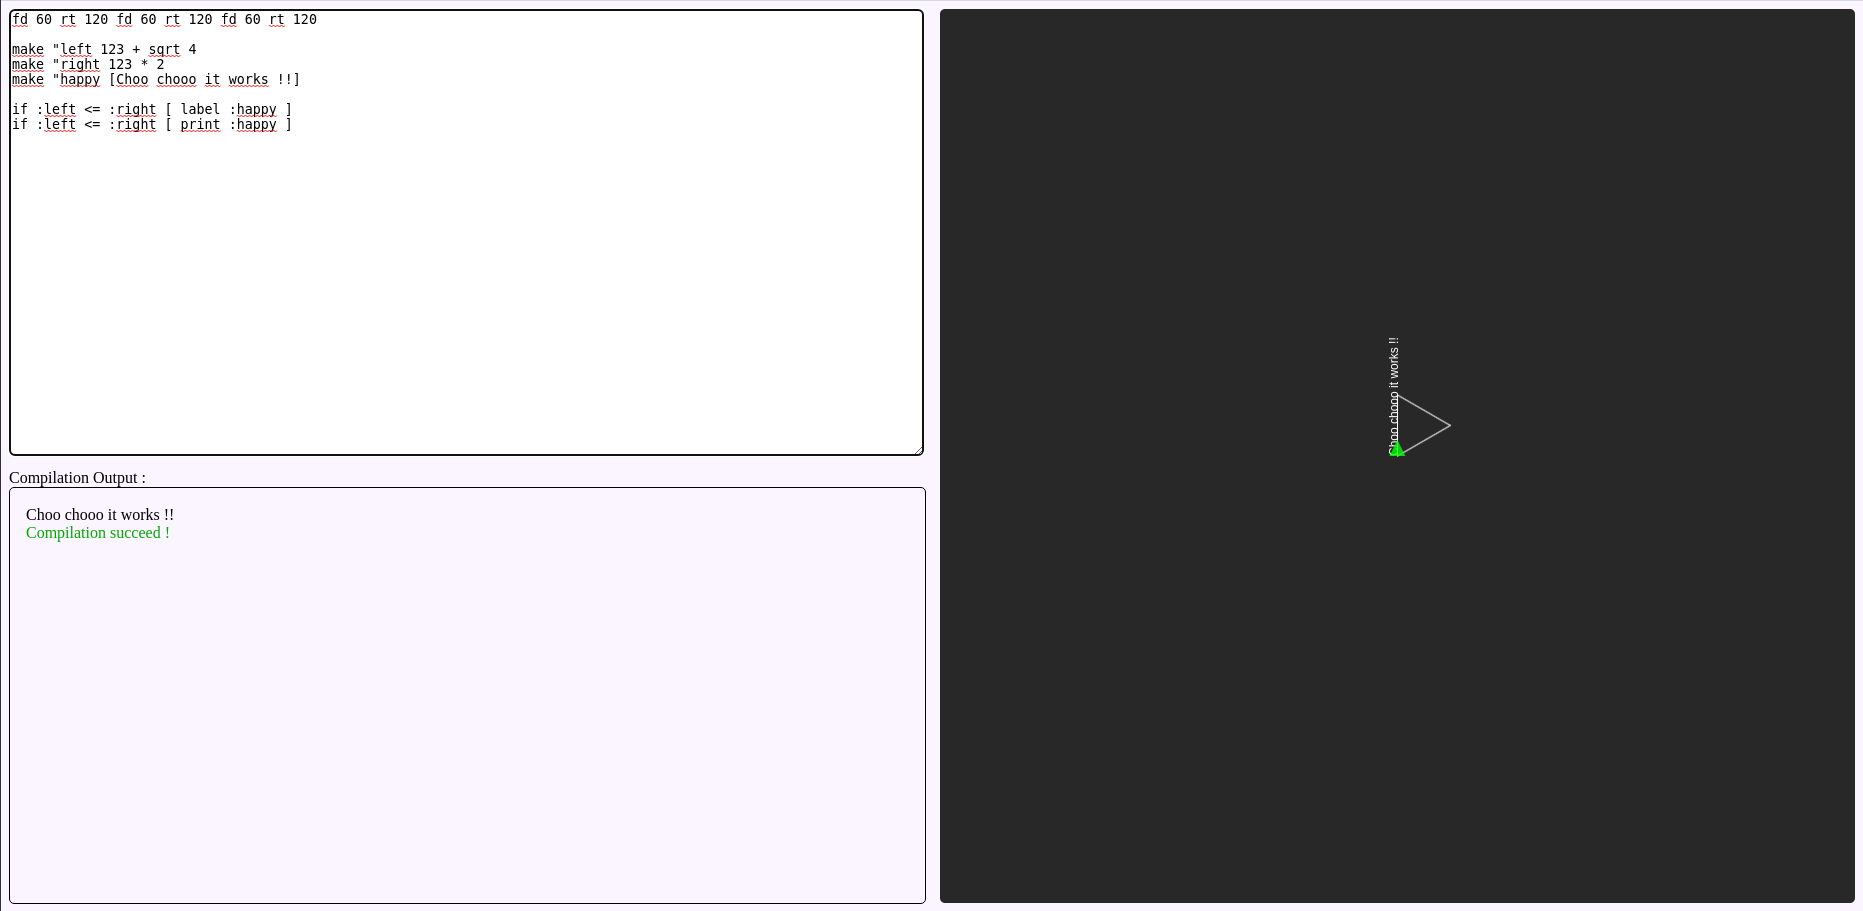 fd 60 rt 120 fd 60 rt 120 fd 60 rt 120
make "left 123 + sqrt 4
make "right 123 * 2
make "happy [Choo chooo it works !!]
if :left <= :right [ label :happy ]
if :left <= :right [ print :happy ]
Compilation Output :
Choo chooo it works !!
Compilation succeed !
Choo chooo it works !!